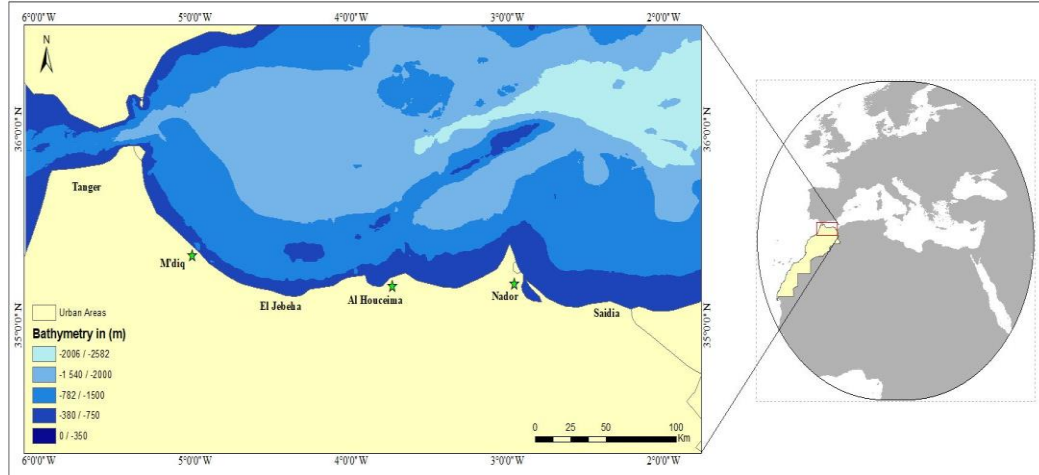 6°0'0"W 5°0'0"W 4°0'0"W 3°0'0"W 2°0'0"W
N
36°0'0"N
36°0'0"N
Tanger
M'diq
El Jebeha
Al Houceima
Nador
Saidia
35°0'0"N
35°0'0"N
Urban Areas
Bathymetry in (m)
-2006 / -2582
-1 540 / -2000
-782 / -1500
-380 / -750
0 / -350
0 25 50 100
Km
6°0'0"W 5°0'0"W 4°0'0"W 3°0'0"W 2°0'0"W